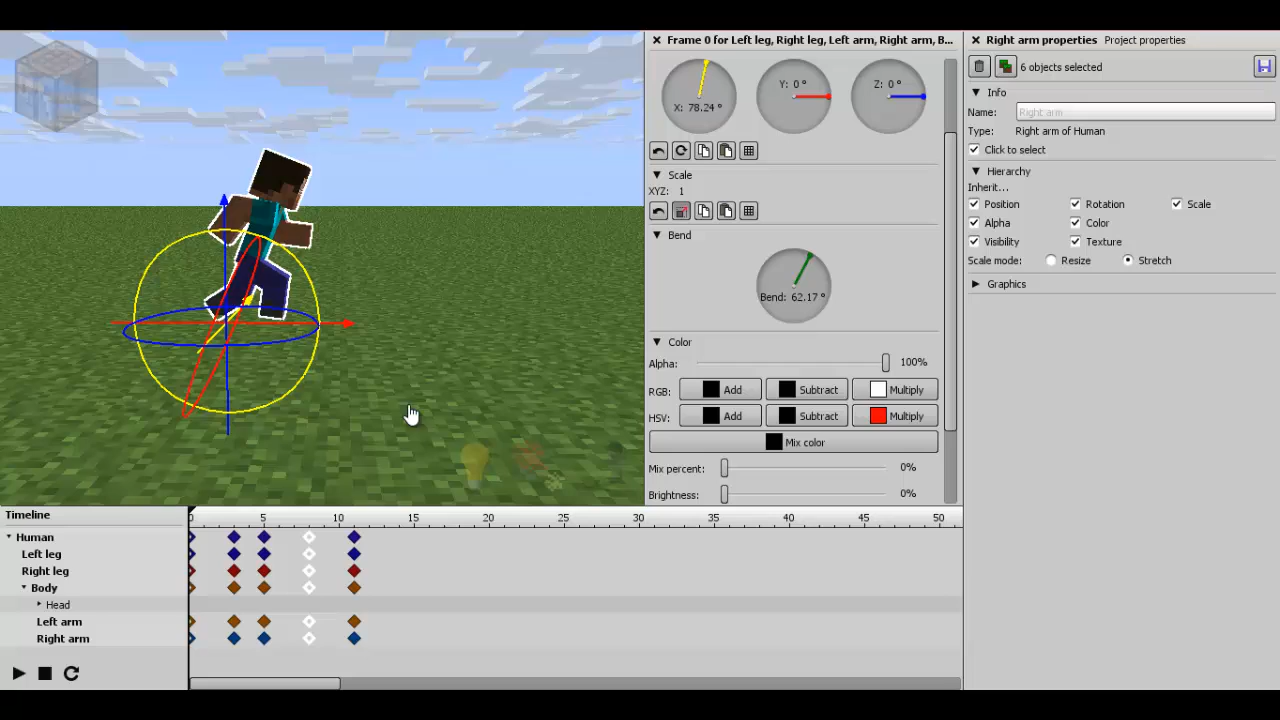 Frame 0 for Left leg, Right leg, Left arm, Right arm, B...
X: 78.24 °
Y: 0 °
Z: 0 °
Scale
XYZ: 1
Bend
Bend: 62.17 °
Color
Alpha: 100%
RGB: Add Subtract Multiply
HSV: Add Subtract Multiply
Mix color
Mix percent: 0%
Brightness: 0%
Right arm properties Project properties
6 objects selected
Info
Name: Right arm
Type: Right arm of Human
Click to select
Hierarchy
Inherit...
Position Rotation Scale
Alpha Color
Visibility Texture
Scale mode: Resize Stretch
Graphics
Timeline
0 5 10 15 20 25 30 35 40 45 50
Human
Left leg
Right leg
Body
Head
Left arm
Right arm